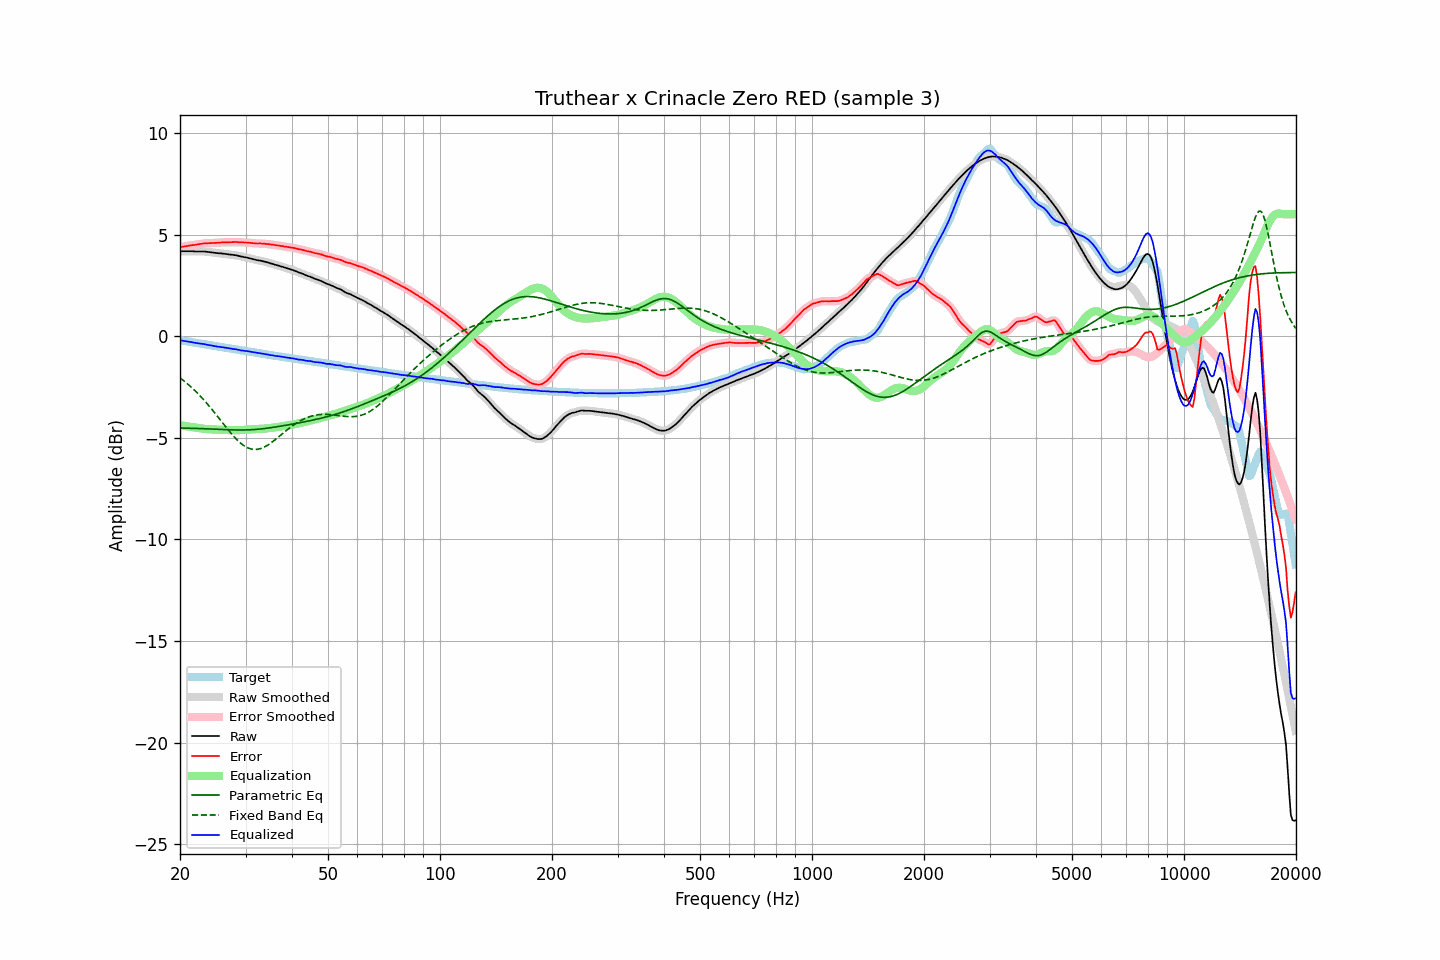 Truthear x Crinacle Zero RED (sample 3)
10
5
0
−5
−10
−15
−20
−25
Amplitude (dBr)
Target
Raw Smoothed
Error Smoothed
Raw
Error
Equalization
Parametric Eq
Fixed Band Eq
Equalized
20 50 100 200 500 1000 2000 5000 10000 20000
Frequency (Hz)